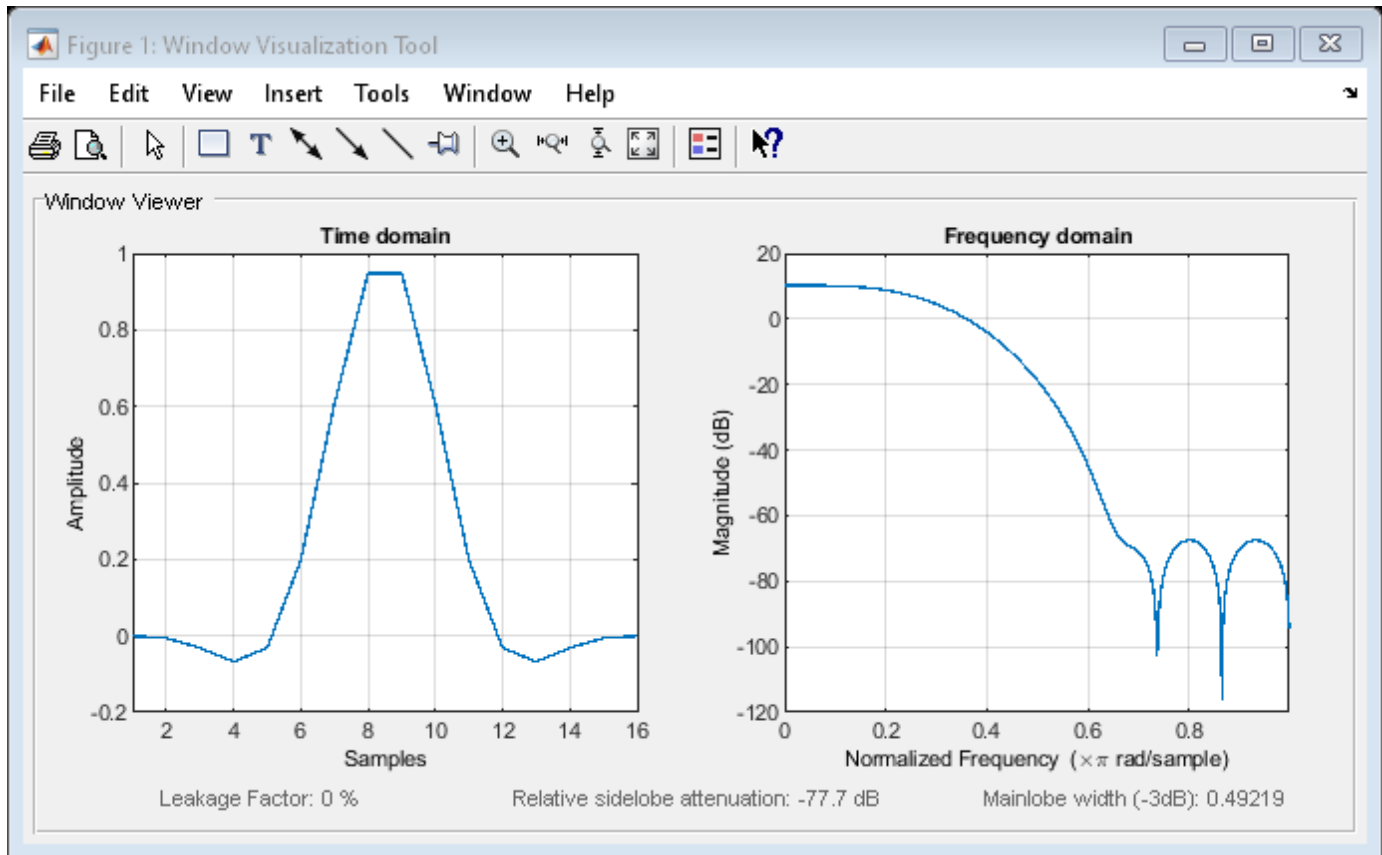 Figure 1: Window Visualization Tool
File Edit View Insert Tools Window Help
T
Window Viewer
Time domain
1
0.8
0.6
0.4
0.2
0
-0.2
Amplitude
2 4 6 8 10 12 14 16
Samples
Frequency domain
20
0
-20
-40
-60
-80
-100
-120
Magnitude (dB)
0 0.2 0.4 0.6 0.8
Normalized Frequency (×π rad/sample)
Leakage Factor: 0 %
Relative sidelobe attenuation: -77.7 dB
Mainlobe width (-3dB): 0.49219